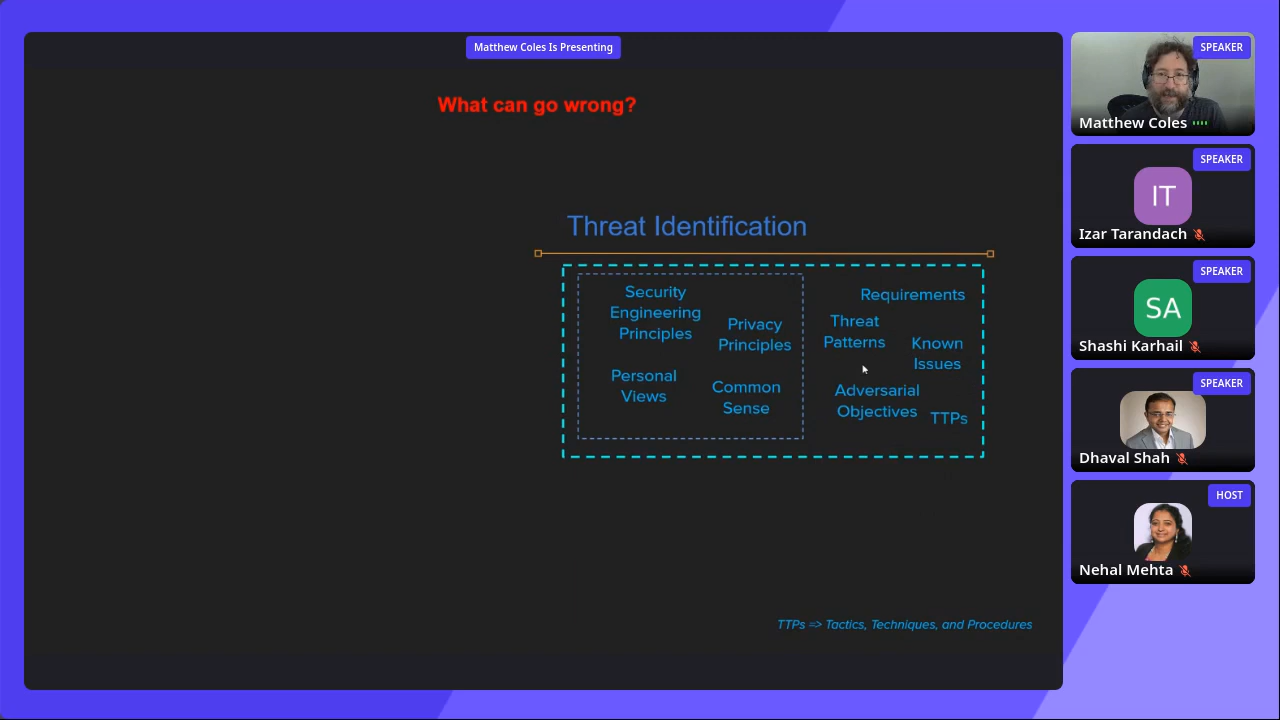 Matthew Coles Is Presenting
What can go wrong?
Threat Identification
Security
Engineering
Principles
Privacy
Principles
Personal
Views
Common
Sense
Requirements
Threat
Patterns
Known
Issues
Adversarial
Objectives
TTPs
TTPs => Tactics, Techniques, and Procedures
SPEAKER
Matthew Coles
SPEAKER
IT
Izar Tarandach
SPEAKER
SA
Shashi Karhail
SPEAKER
Dhaval Shah
HOST
Nehal Mehta